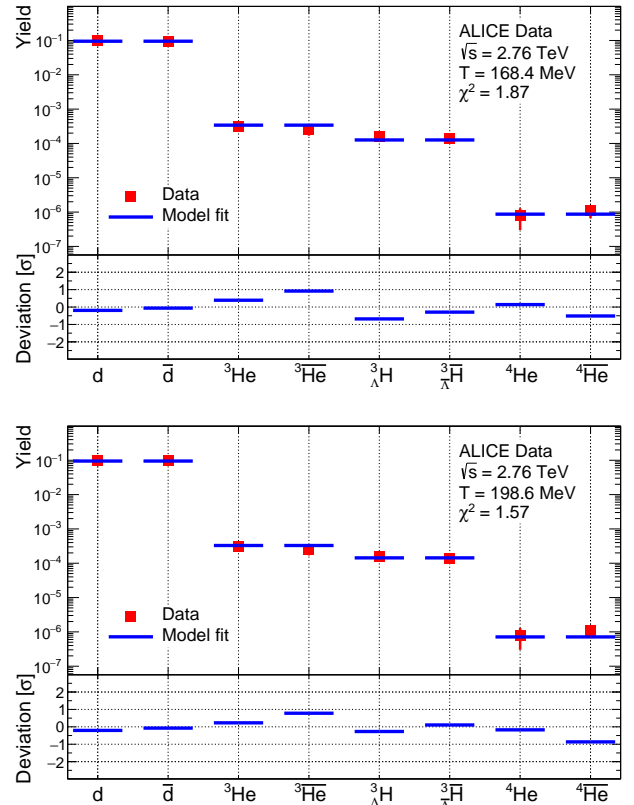 Yield
ALICE Data
√s = 2.76 TeV
T = 168.4 MeV
χ² = 1.87
10⁻¹
10⁻²
10⁻³
10⁻⁴
10⁻⁵
10⁻⁶
10⁻⁷
Data
Model fit
Deviation [σ]
2
1
0
−1
−2
d d̅ ³He ³H̅e̅ ³ΛH ³Λ̅H̅ ⁴He ⁴H̅e̅
Yield
ALICE Data
√s = 2.76 TeV
T = 198.6 MeV
χ² = 1.57
10⁻¹
10⁻²
10⁻³
10⁻⁴
10⁻⁵
10⁻⁶
10⁻⁷
Data
Model fit
Deviation [σ]
2
1
0
−1
−2
d d̅ ³He ³H̅e̅ ³ΛH ³Λ̅H̅ ⁴He ⁴H̅e̅